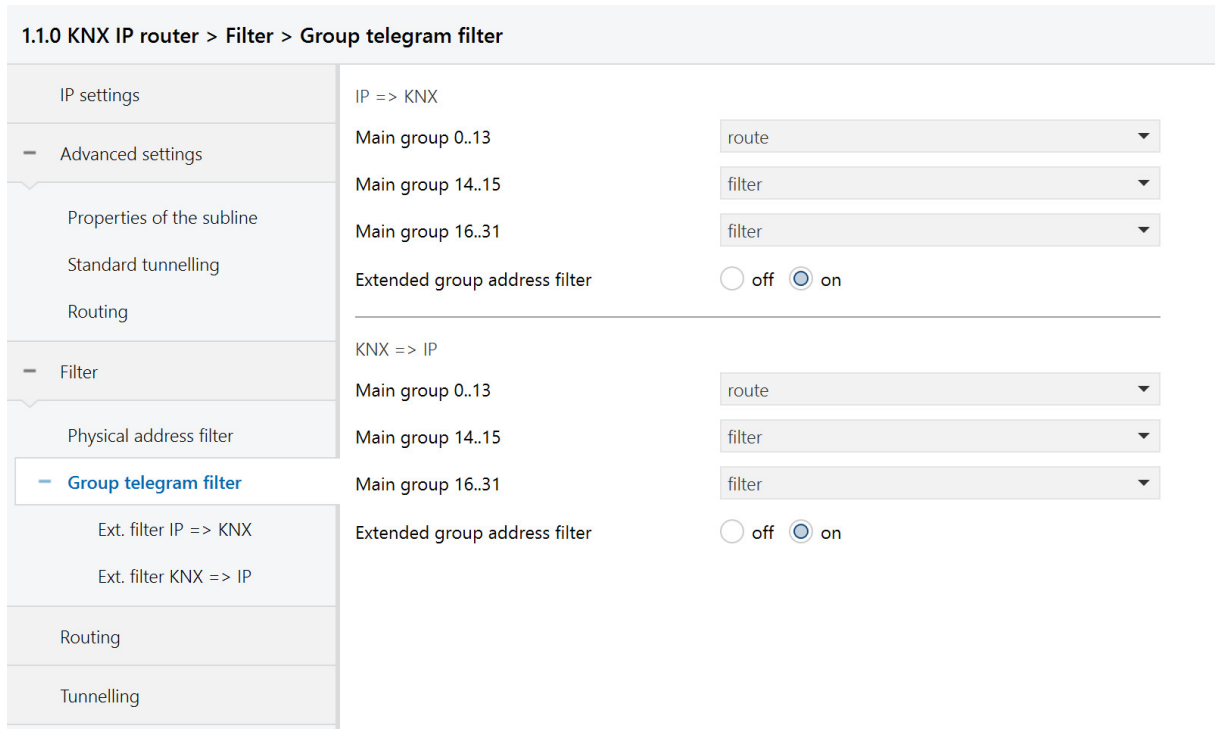 1.1.0 KNX IP router > Filter > Group telegram filter
IP settings
Advanced settings
Properties of the subline
Standard tunnelling
Routing
Filter
Physical address filter
Group telegram filter
Ext. filter IP => KNX
Ext. filter KNX => IP
Routing
Tunnelling
IP => KNX
Main group 0..13 route
Main group 14..15 filter
Main group 16..31 filter
Extended group address filter off on
KNX => IP
Main group 0..13 route
Main group 14..15 filter
Main group 16..31 filter
Extended group address filter off on